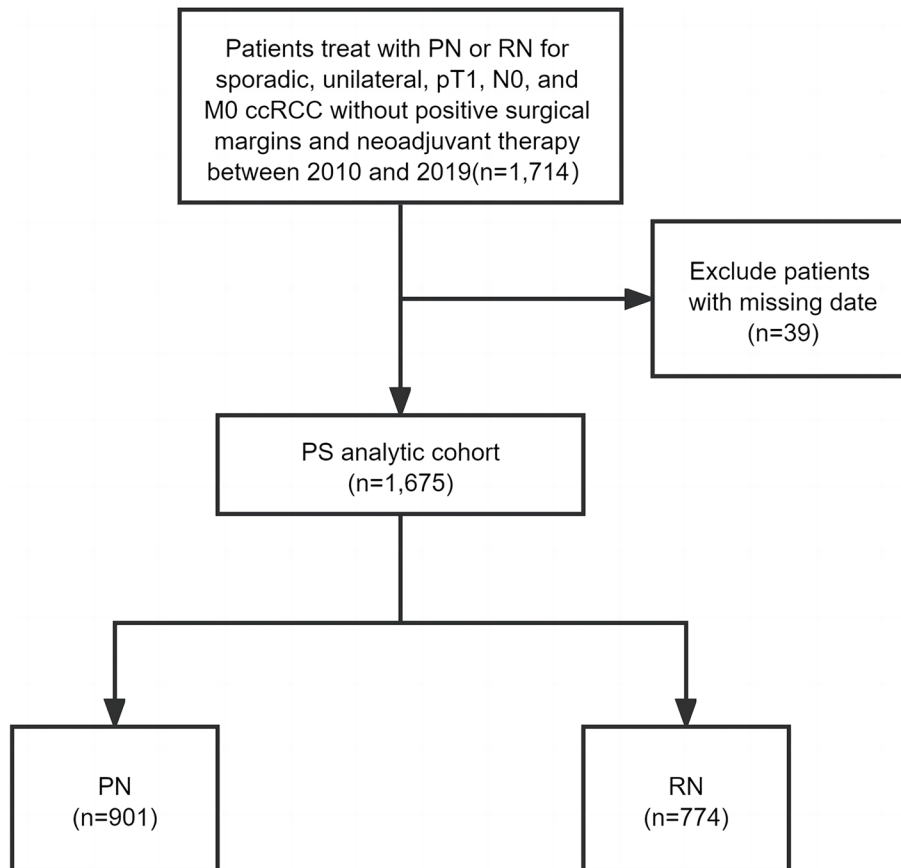 Patients treat with PN or RN for
sporadic, unilateral, pT1, N0, and
M0 ccRCC without positive surgical
margins and neoadjuvant therapy
between 2010 and 2019(n=1,714)
Exclude patients
with missing date
(n=39)
PS analytic cohort
(n=1,675)
PN
(n=901)
RN
(n=774)